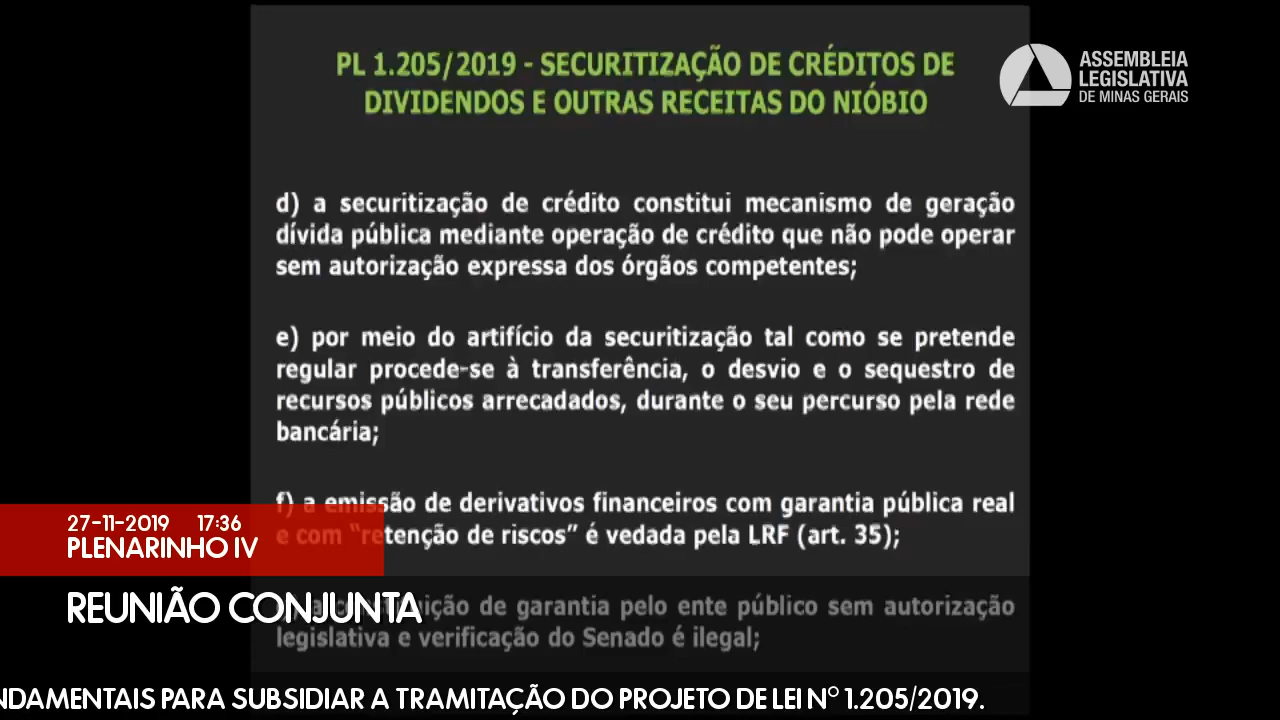 PL 1.205/2019 - SECURITIZAÇÃO DE CRÉDITOS DE
DIVIDENDOS E OUTRAS RECEITAS DO NIÓBIO
ASSEMBLEIA
LEGISLATIVA
DE MINAS GERAIS
d) a securitização de crédito constitui mecanismo de geração
dívida pública mediante operação de crédito que não pode operar
sem autorização expressa dos órgãos competentes;
e) por meio do artifício da securitização tal como se pretende
regular procede-se à transferência, o desvio e o sequestro de
recursos públicos arrecadados, durante o seu percurso pela rede
bancária;
f) a emissão de derivativos financeiros com garantia pública real
e com “retenção de riscos” é vedada pela LRF (art. 35);
de garantia pelo ente público sem autorização
legislativa e verificação do Senado é ilegal;
27-11-2019 17:36
PLENARINHO IV
REUNIÃO CONJUNTA
NDAMENTAIS PARA SUBSIDIAR A TRAMITAÇÃO DO PROJETO DE LEI Nº 1.205/2019.